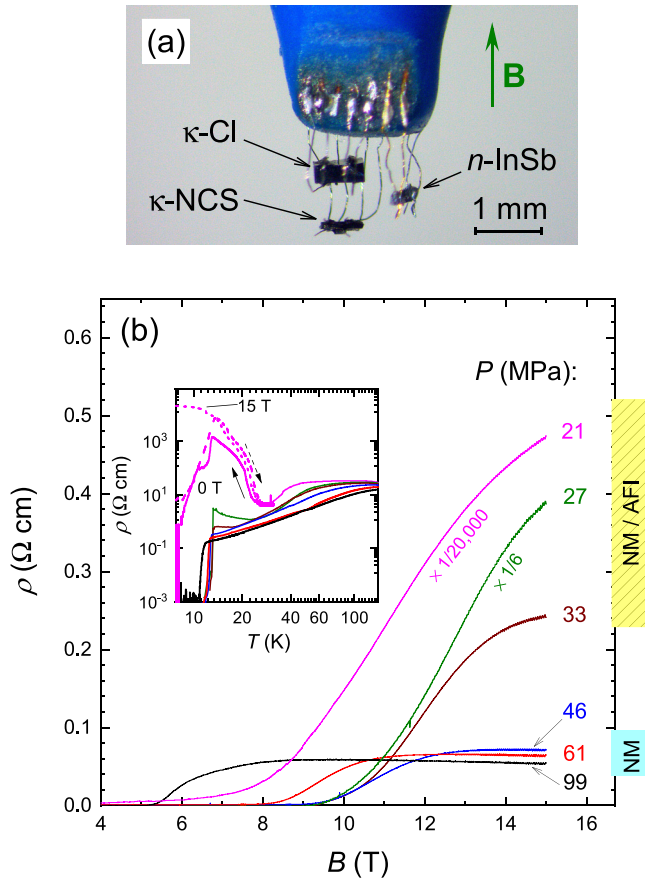 (a)
B
κ-Cl
n-InSb
κ-NCS
1 mm
(b)
P (MPa):
0.6
0.5
0.4
0.3
0.2
0.1
0.0
ρ (Ω cm)
4
6
8
10
12
14
16
B (T)
21
27
33
46
61
99
× 1/20,000
× 1/6
NM / AFI
NM
15 T
0 T
10³
10¹
10⁻¹
10⁻³
ρ (Ω cm)
10
20
40
60
100
T (K)